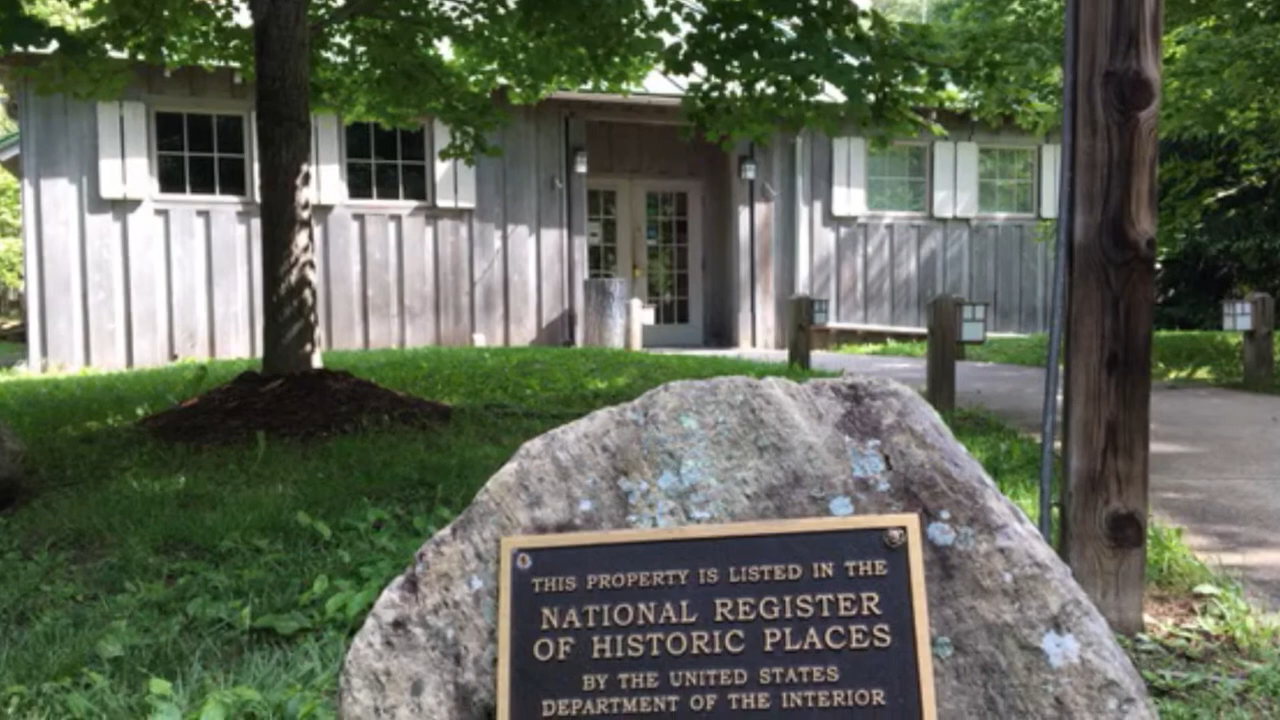 THIS PROPERTY IS LISTED IN THE
NATIONAL REGISTER
OF HISTORIC PLACES
BY THE UNITED STATES
DEPARTMENT OF THE INTERIOR